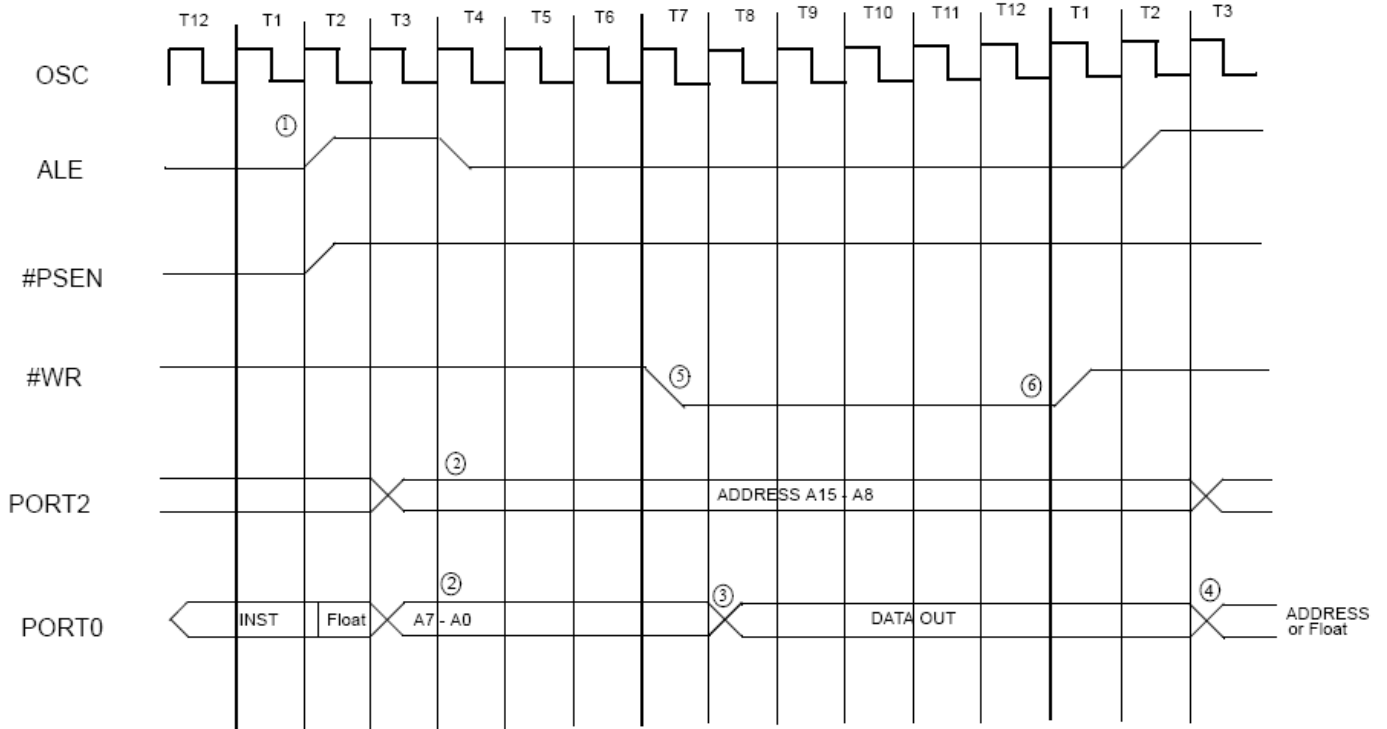 T12 T1 T2 T3 T4 T5 T6 T7 T8 T9 T10 T11 T12 T1 T2 T3
OSC
①
ALE
#PSEN
#WR ⑤ ⑥
②
PORT2 ADDRESS A15 - A8
② ③ ④
PORT0 INST Float A7 - A0 DATA OUT ADDRESS
or Float